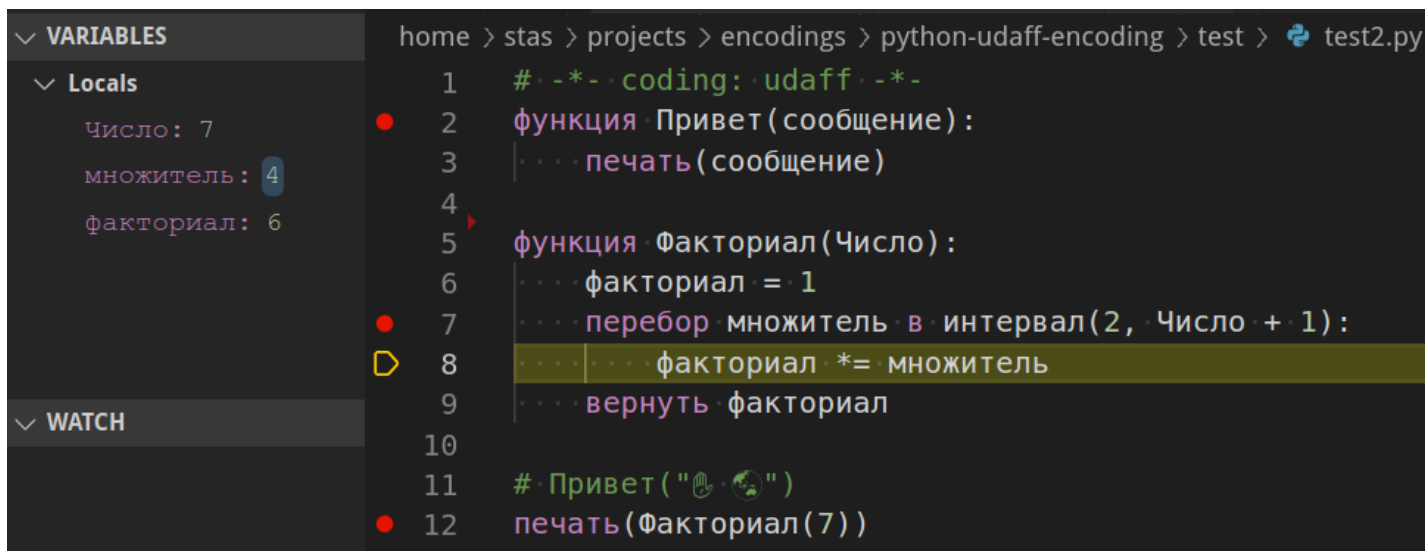 VARIABLES
Locals
Число: 7
множитель: 4
факториал: 6
WATCH
home > stas > projects > encodings > python-udaff-encoding > test > test2.py
1 # -*- coding: udaff -*-
2 функция Привет(сообщение):
3 печать(сообщение)
4
5 функция Факториал(Число):
6 факториал = 1
7 перебор множитель в интервал(2, Число + 1):
8 факториал *= множитель
9 вернуть факториал
10
11 # Привет("✋ 🌏")
12 печать(Факториал(7))